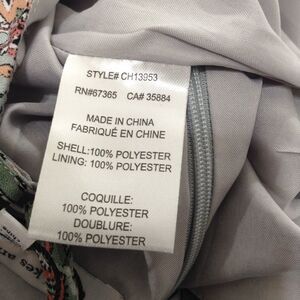 STYLE# CH13953
RN#67365 CA# 35884
MADE IN CHINA
FABRIQUÉ EN CHINE
SHELL:100% POLYESTER
LINING: 100% POLYESTER
COQUILLE:
100% POLYESTER
DOUBLURE:
100% POLYESTER